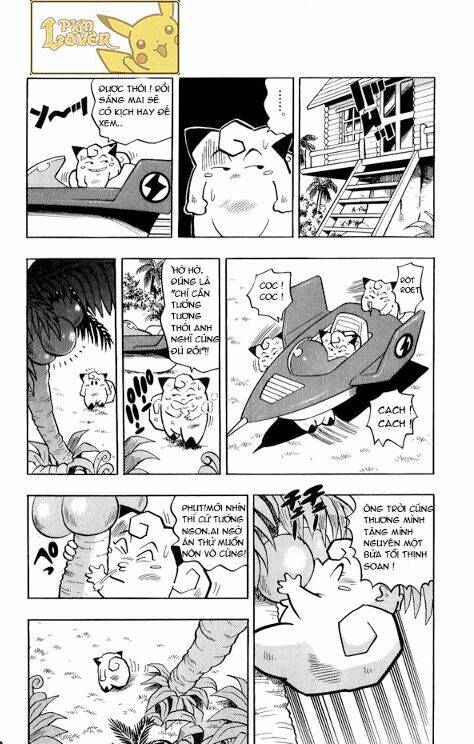 PKM
LOVER
ĐƯỢC THÔI ! RỒI
SÁNG MAI SẼ
CÓ KỊCH HAY ĐỂ
XEM..
HỜ HỜ.
ĐÚNG LÀ
"CHỈ CẦN
TƯỞNG
TƯỢNG
THÔI ANH
NGHĨ CŨNG
ĐỦ RỒI"!!
CỌC !
CỌC !
RỘT
ROẸT
CẠCH !
CẠCH !
PHỤT!MỚI NHÌN
THÌ CỨ TƯỞNG
NGON.AI NGỜ
ĂN THỬ MUỐN
NÔN VÔ CÙNG!
ÔNG TRỜI CŨNG
THƯƠNG MÌNH
TẶNG MÌNH
NGUYÊN MỘT
BỮA TỐI THỊNH
SOẠN !